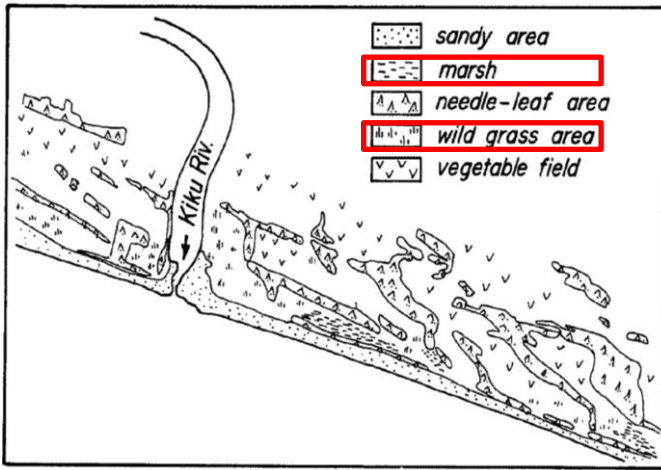 sandy area
marsh
needle-leaf area
wild grass area
vegetable field
Kiku Riv.